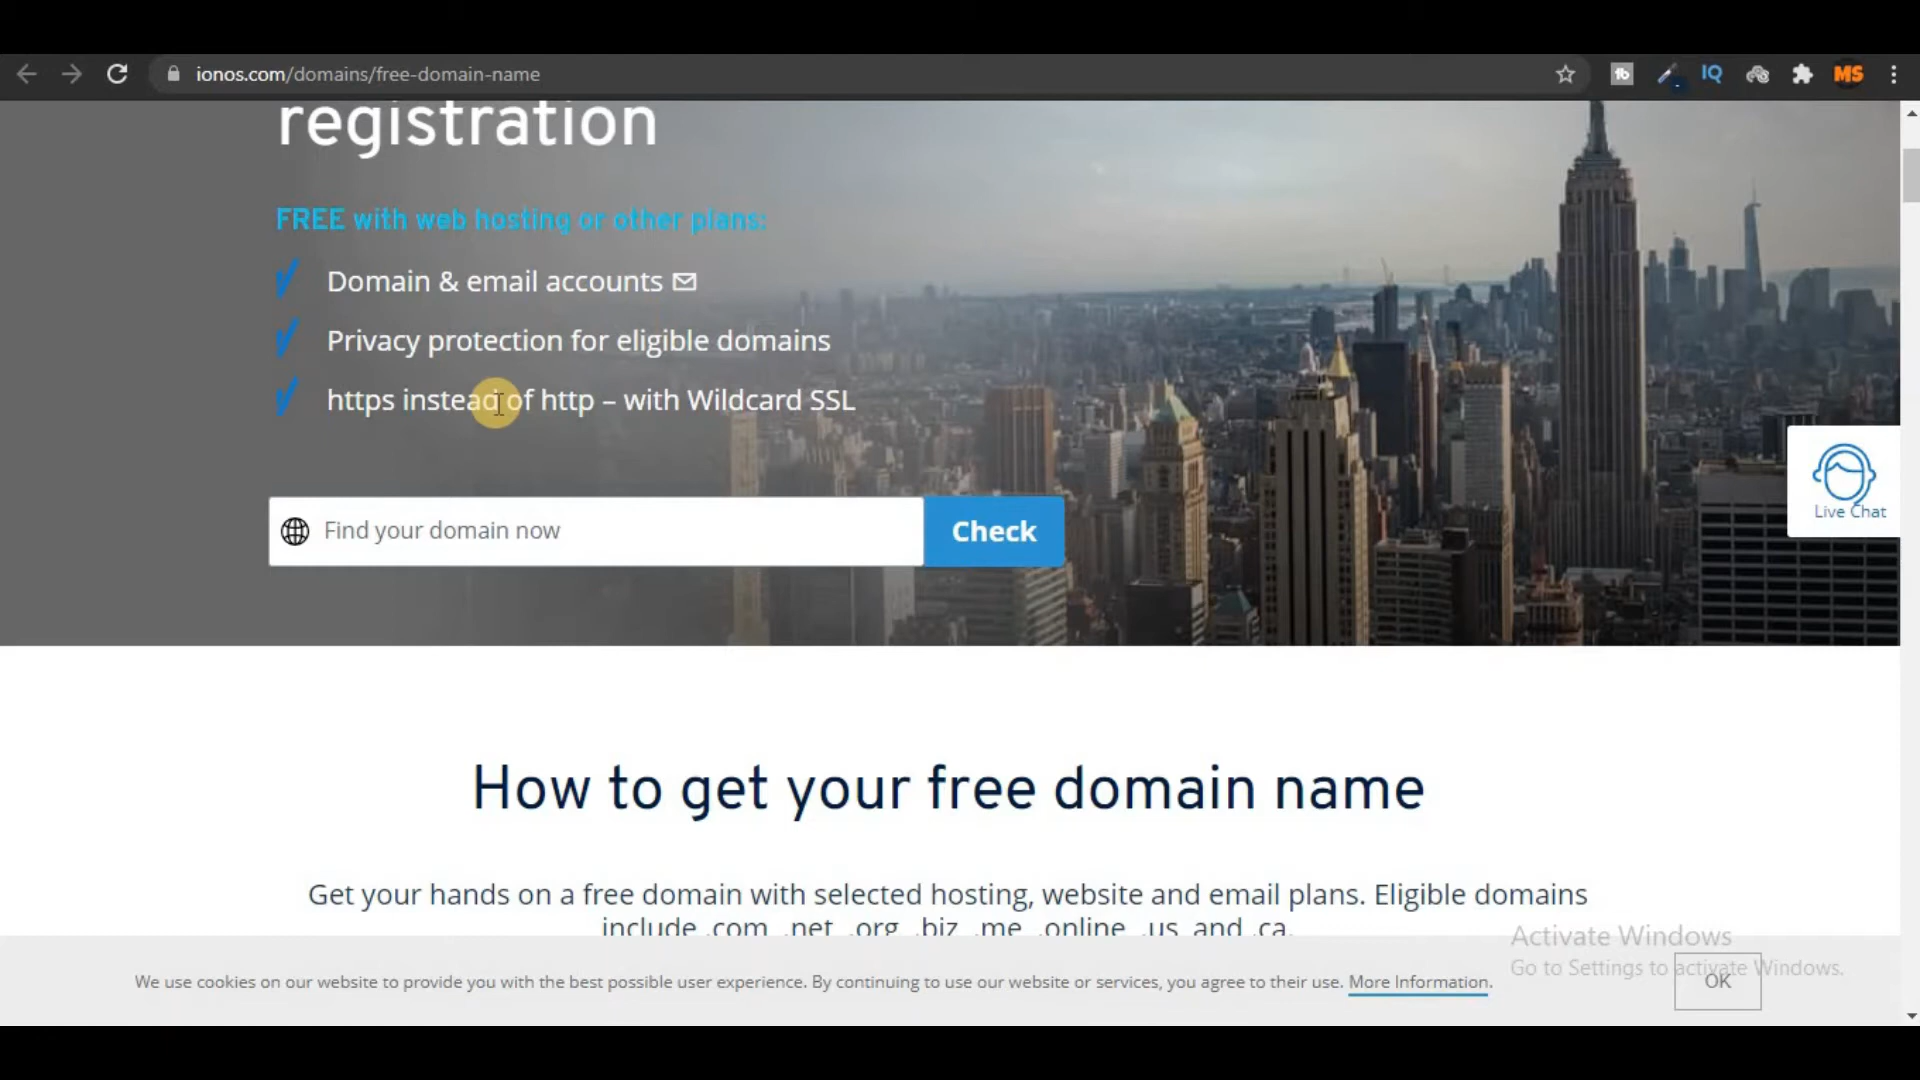 ionos.com/domains/free-domain-name
IQ
MS
registration
FREE with web hosting or other plans:
Domain & email accounts
Privacy protection for eligible domains
https instead of http – with Wildcard SSL
Find your domain now
Check
Live Chat
How to get your free domain name
Get your hands on a free domain with selected hosting, website and email plans. Eligible domains
include .com, .net, .org, .biz, .me, .online, .us, and .ca.
Activate Windows
Go to Settings to activate Windows.
We use cookies on our website to provide you with the best possible user experience. By continuing to use our website or services, you agree to their use. More Information.
OK